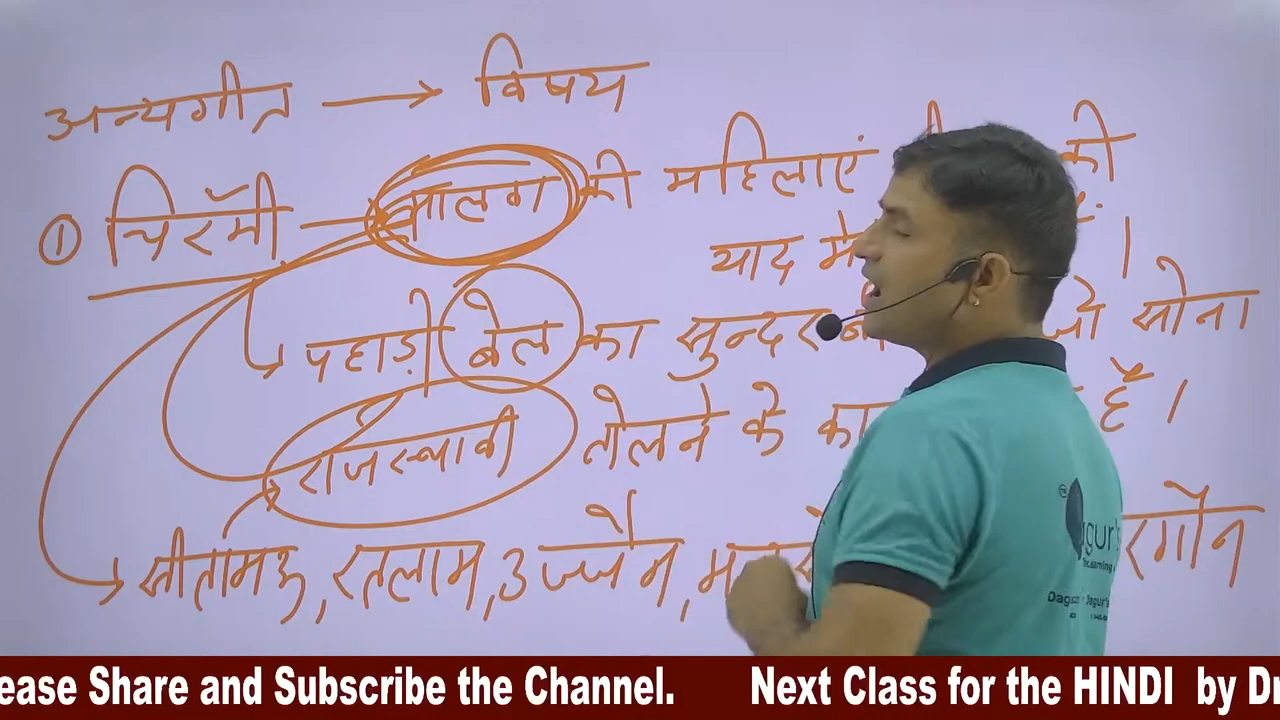 अन्यगीत → विषय
① चिरमी मालवा की महिलाएं की
याद मे ।
पहाड़ी बेल का सुन्दर जो सोना
राजस्थानी तोलने के का है ।
सीतामऊ, रतलाम, उज्जैन, रगौन
ease Share and Subscribe the Channel. Next Class for the HINDI by Dr